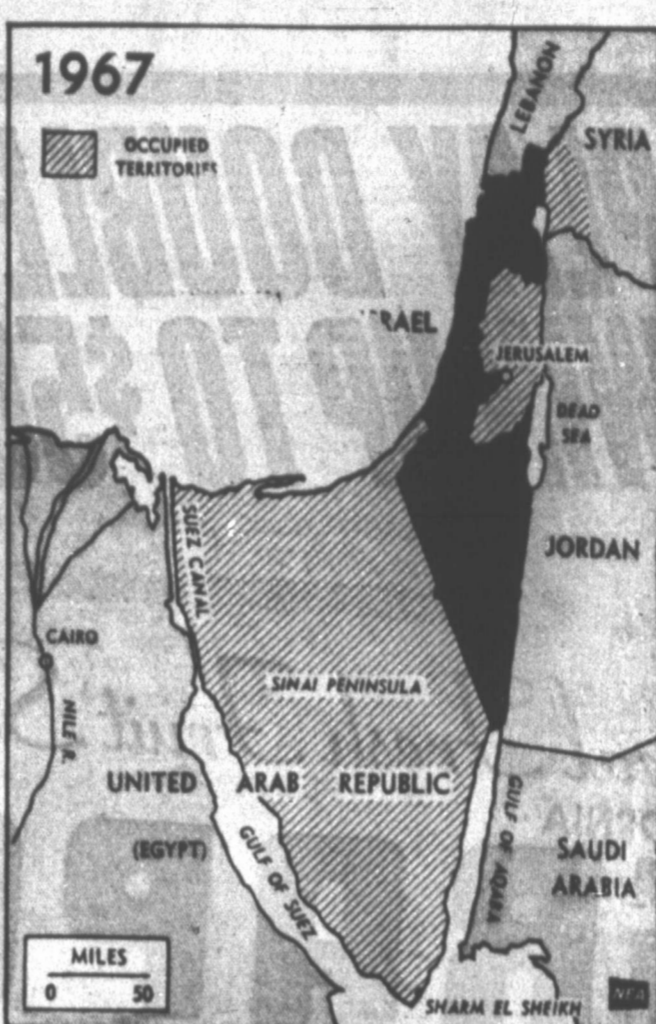 1967
OCCUPIED
TERRITORIES
LEBANON
SYRIA
RAEL
JERUSALEM
DEAD
SEA
JORDAN
SUEZ CANAL
CAIRO
NILE R.
SINAI PENINSULA
UNITED ARAB REPUBLIC
(EGYPT)
GULF OF SUEZ
GULF OF AQABA
SAUDI
ARABIA
MILES
0 50
SHARM EL SHEIKH
NEA